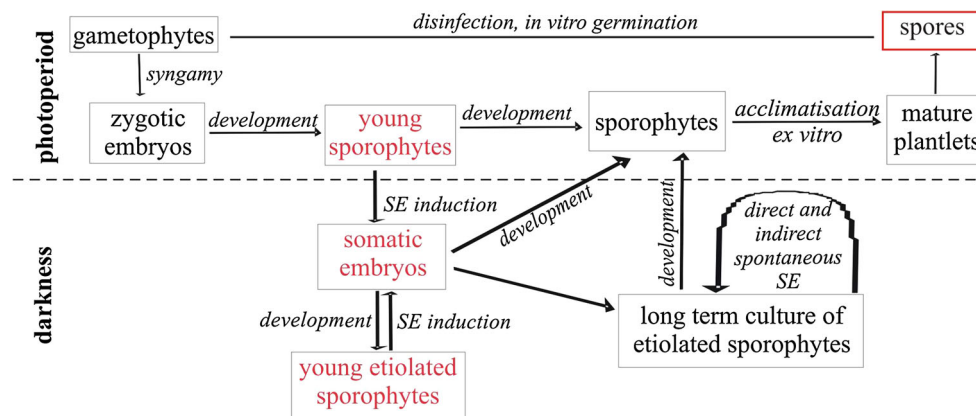 disinfection, in vitro germination
gametophytes
spores
syngamy
photoperiod
zygotic
embryos
development
young
sporophytes
development
sporophytes
acclimatisation
ex vitro
mature
plantlets
SE induction
development
darkness
somatic
embryos
development
direct and
indirect
spontaneous
SE
development
SE induction
long term culture of
etiolated sporophytes
young etiolated
sporophytes